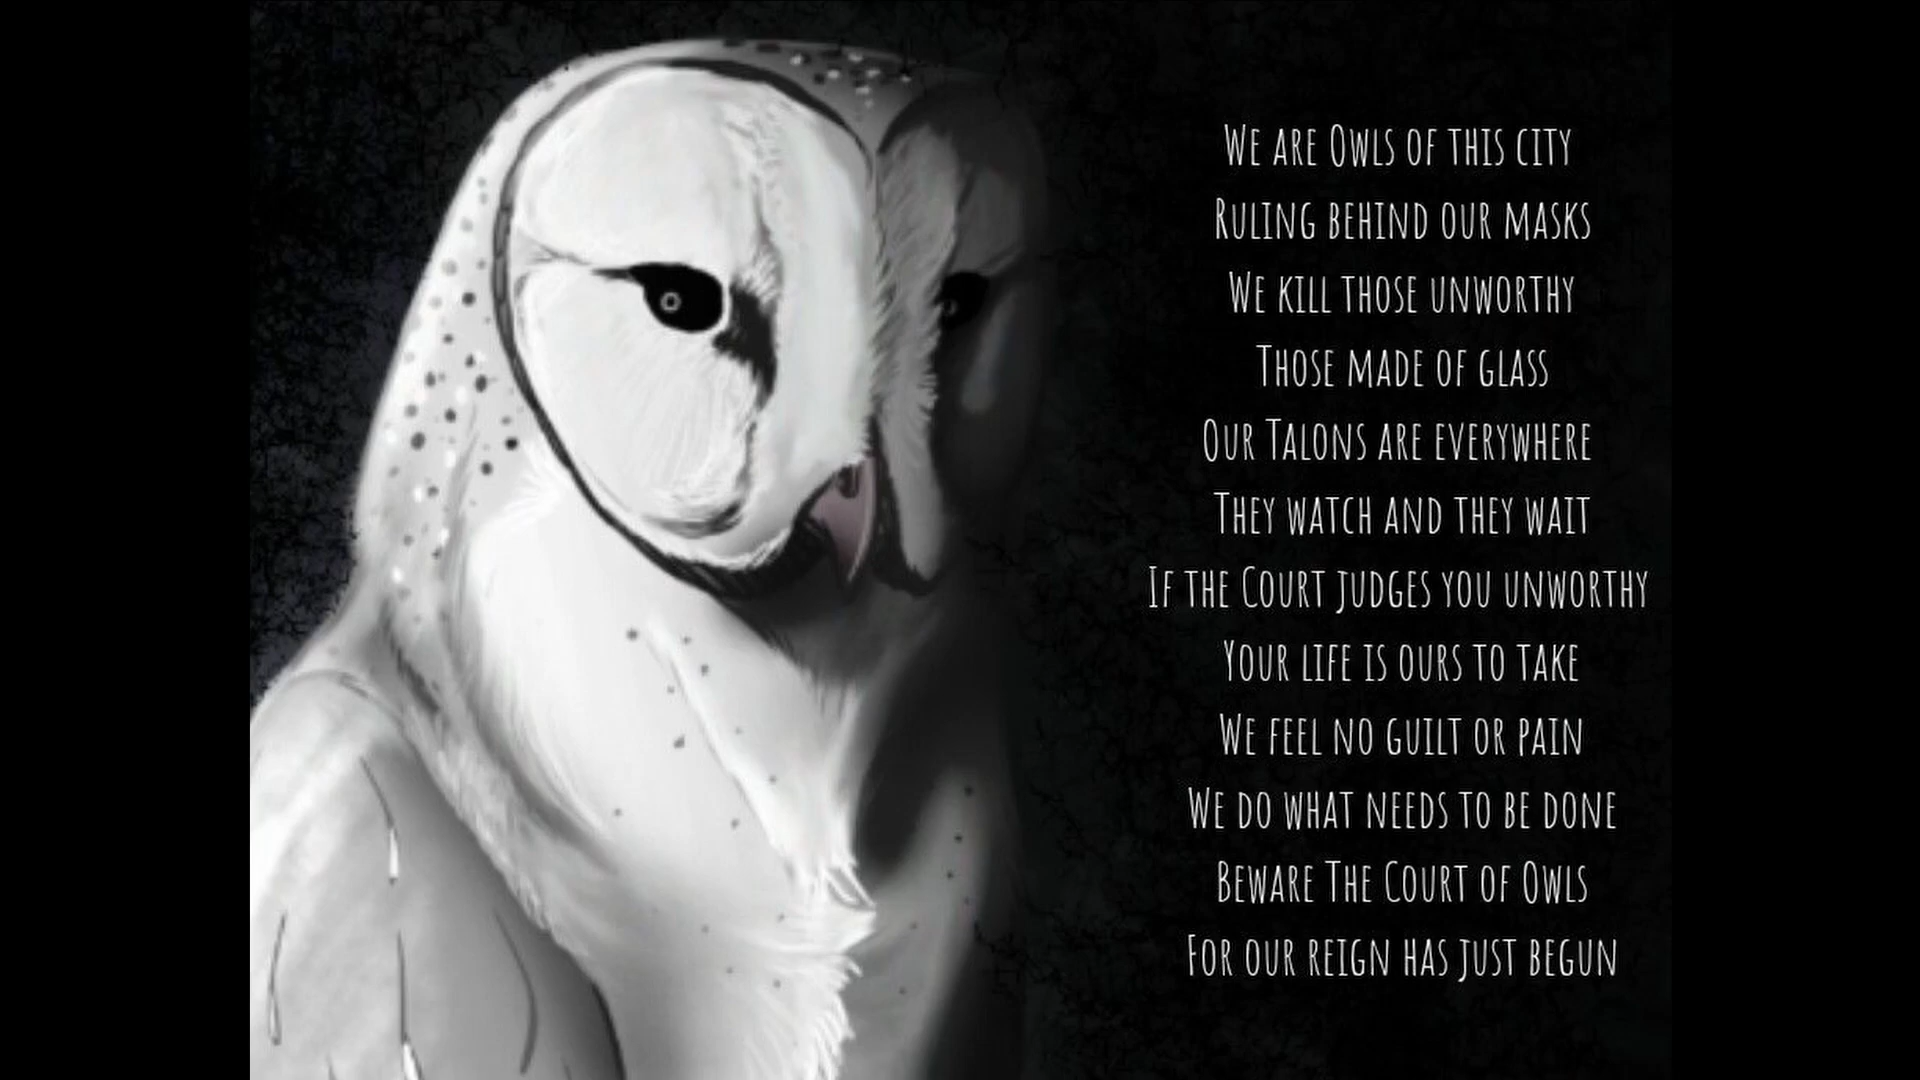 We are Owls of this city
Ruling behind our masks
We kill those unworthy
Those made of glass
Our Talons are everywhere
They watch and they wait
If the Court judges you unworthy
Your life is ours to take
We feel no guilt or pain
We do what needs to be done
Beware The Court of Owls
For our reign has just begun